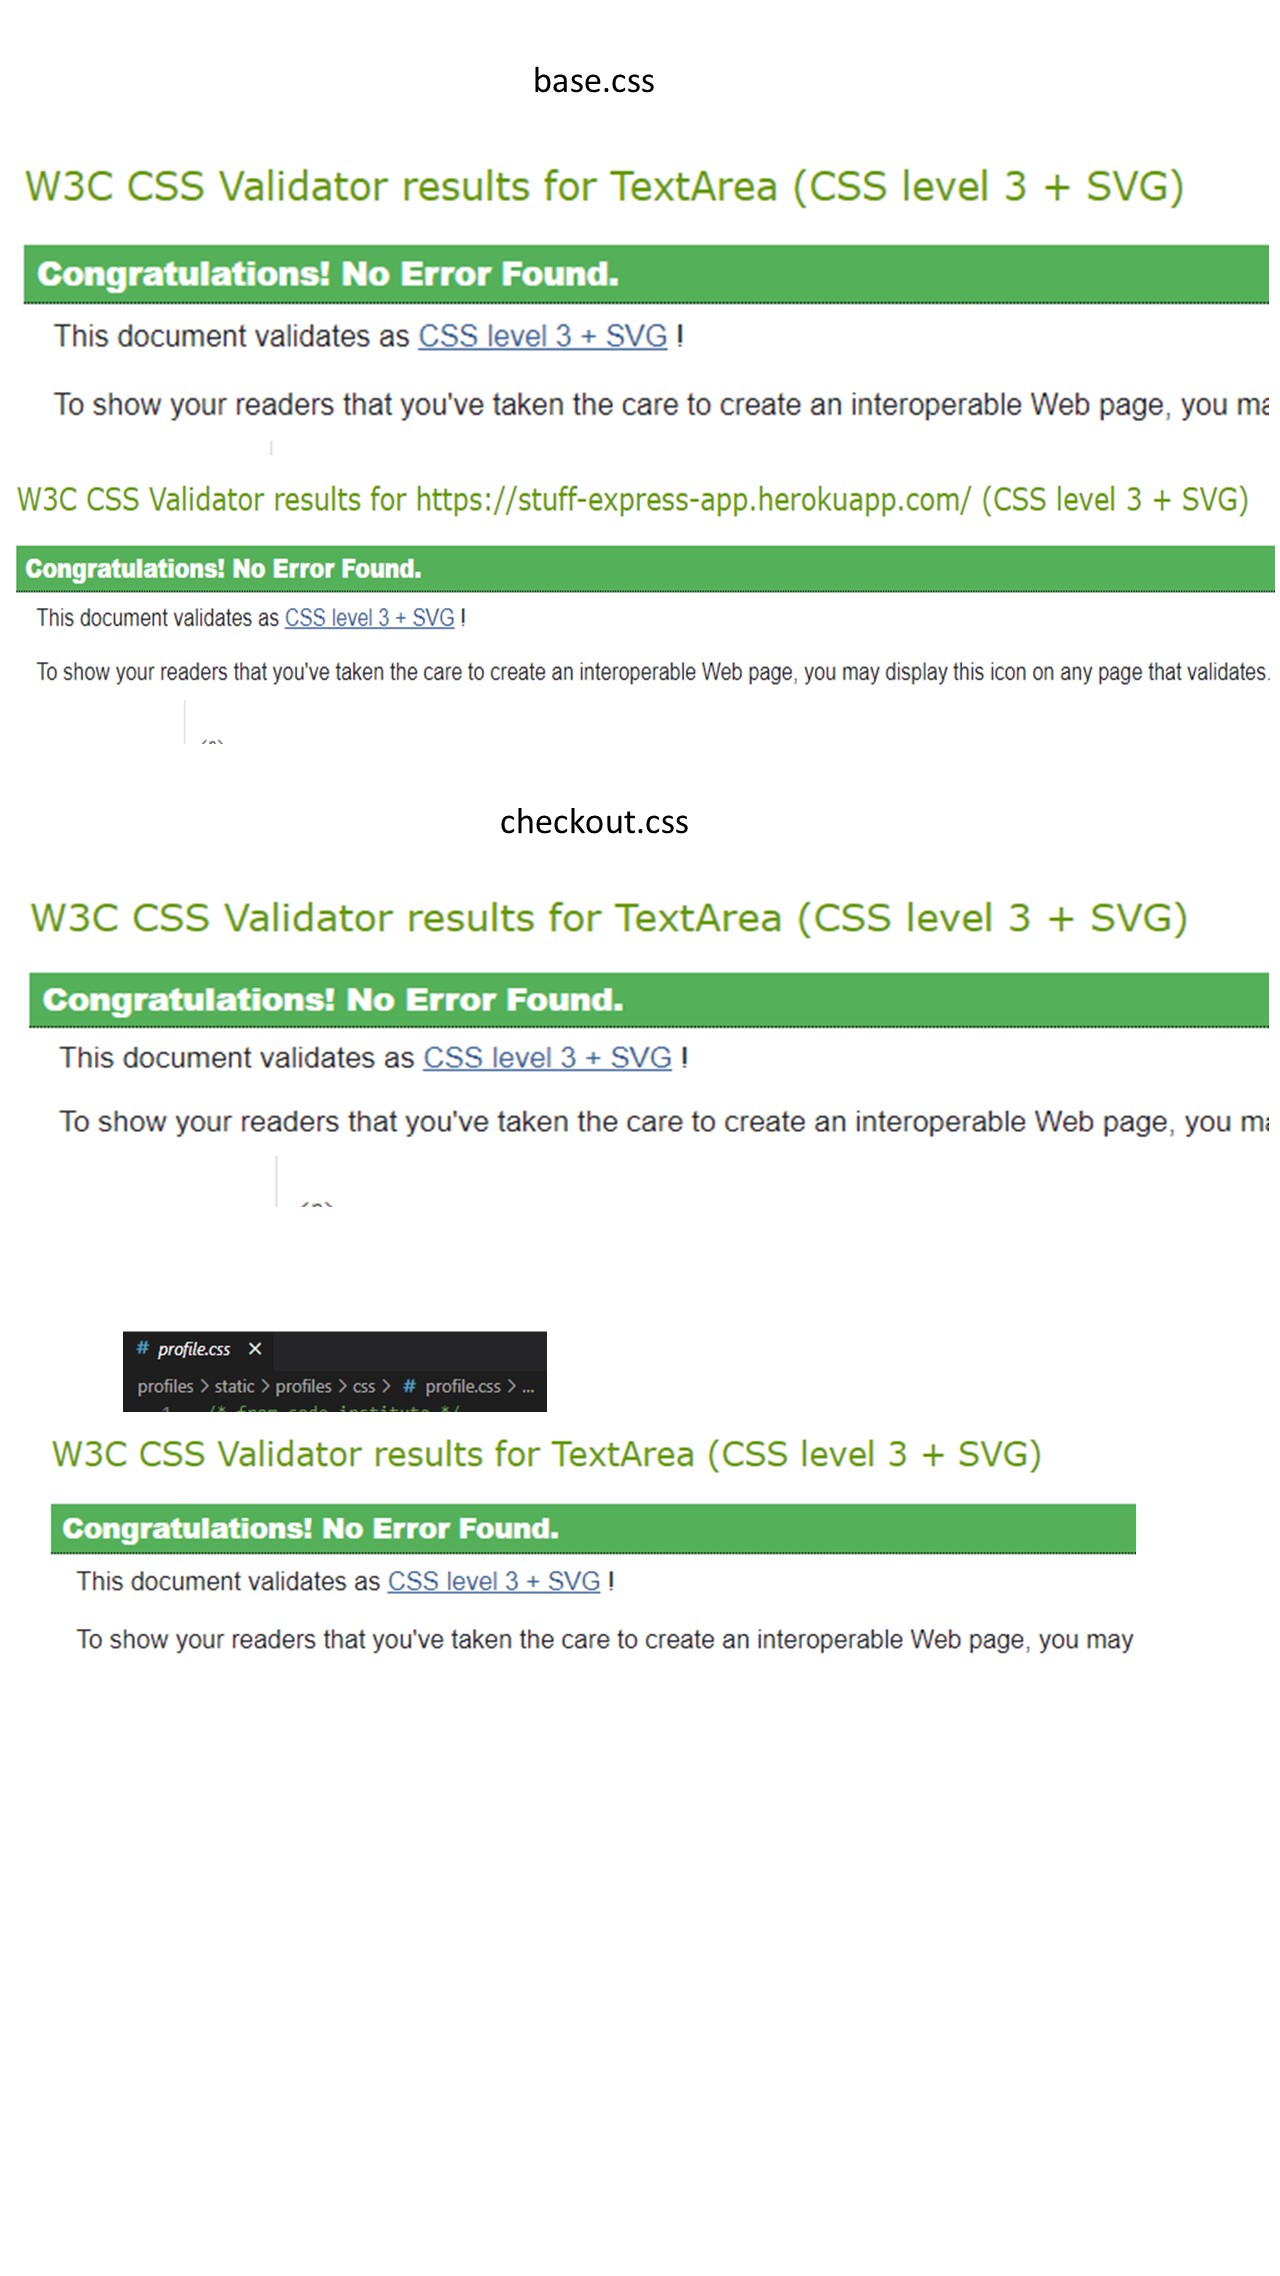 base.css
W3C CSS Validator results for TextArea (CSS level 3 + SVG)
Congratulations! No Error Found.
This document validates as CSS level 3 + SVG !
To show your readers that you've taken the care to create an interoperable Web page, you ma
W3C CSS Validator results for https://stuff-express-app.herokuapp.com/ (CSS level 3 + SVG)
Congratulations! No Error Found.
This document validates as CSS level 3 + SVG !
To show your readers that you've taken the care to create an interoperable Web page, you may display this icon on any page that validates.
checkout.css
W3C CSS Validator results for TextArea (CSS level 3 + SVG)
Congratulations! No Error Found.
This document validates as CSS level 3 + SVG !
To show your readers that you've taken the care to create an interoperable Web page, you ma
# profile.css ×
profiles > static > profiles > css > # profile.css > ...
1 /* from code institute */
W3C CSS Validator results for TextArea (CSS level 3 + SVG)
Congratulations! No Error Found.
This document validates as CSS level 3 + SVG !
To show your readers that you've taken the care to create an interoperable Web page, you may